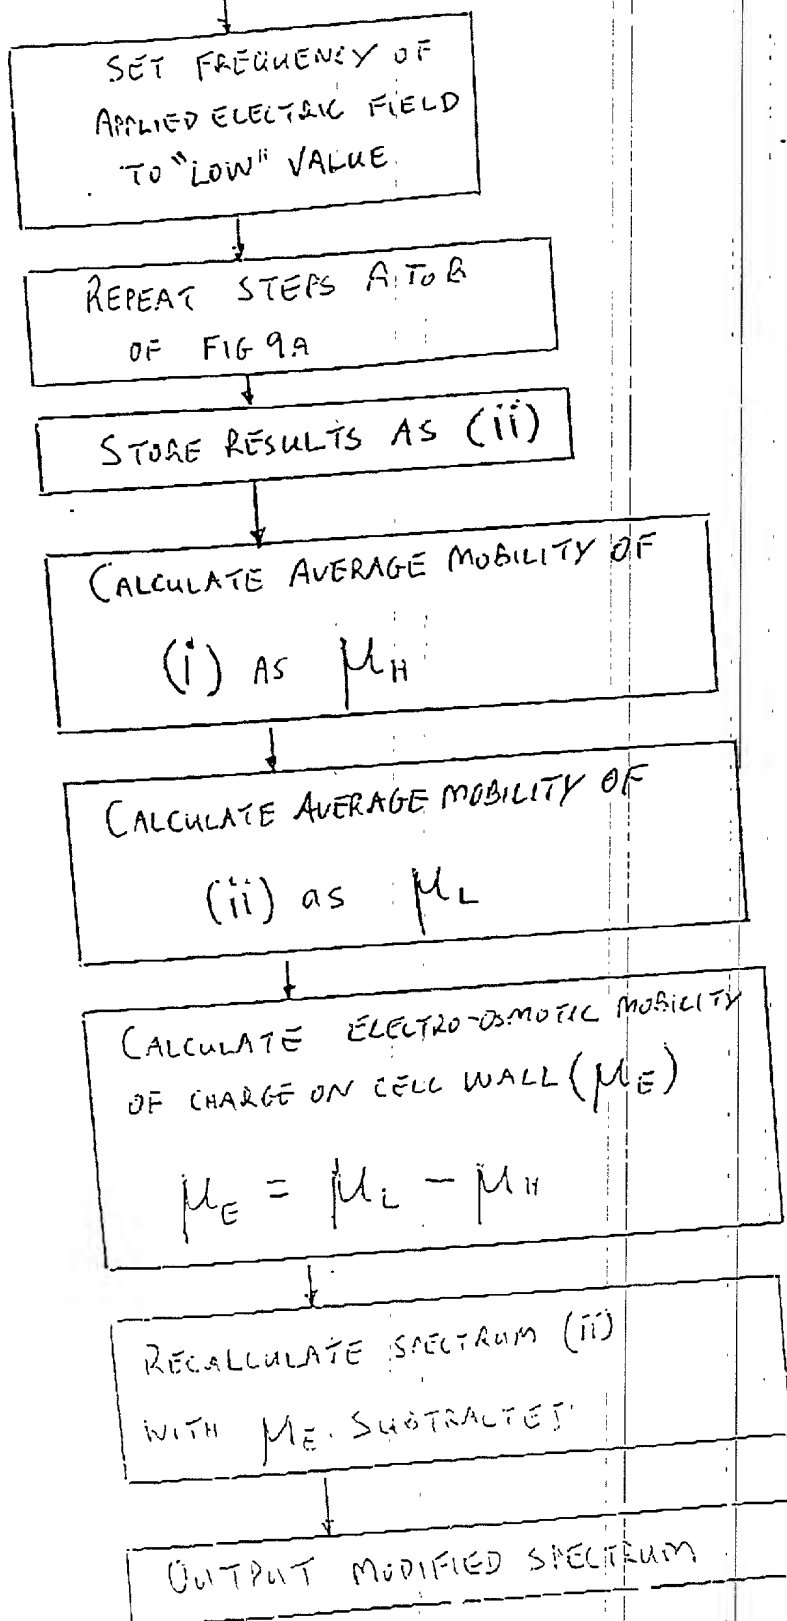 SET FREQUENCY OF
APPLIED ELECTRIC FIELD
TO "LOW" VALUE
REPEAT STEPS A TO B
OF FIG 9A
STORE RESULTS AS (ii)
CALCULATE AVERAGE MOBILITY OF
(i) AS μH
CALCULATE AVERAGE MOBILITY OF
(ii) as μL
CALCULATE ELECTRO-OSMOTIC MOBILITY
OF CHARGE ON CELL WALL (μE)
μE = μL - μH
RECALCULATE SPECTRUM (ii)
WITH μE SUBTRACTED
OUTPUT MODIFIED SPECTRUM